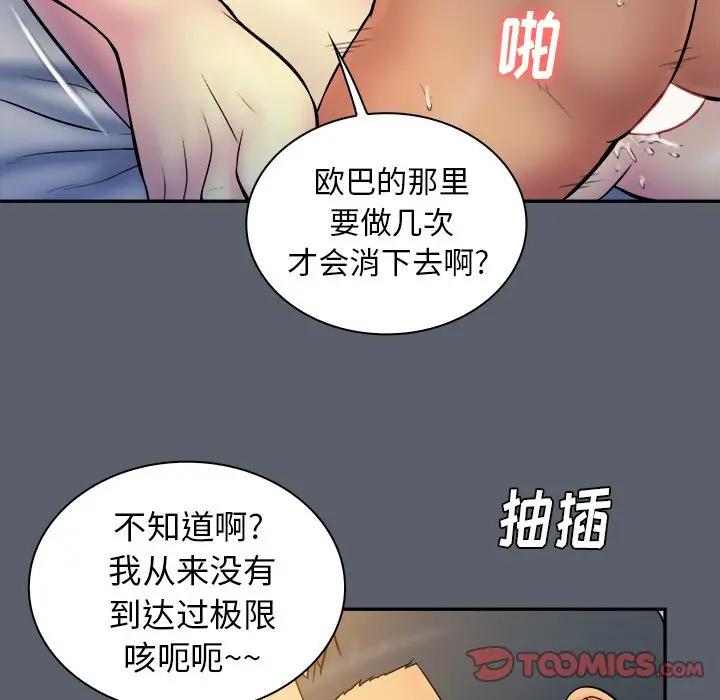 啪
欧巴的那里
要做几次
才会消下去啊?
抽插
不知道啊?
我从来没有
到达过极限
咳呃呃~~
TOOMICS.COM